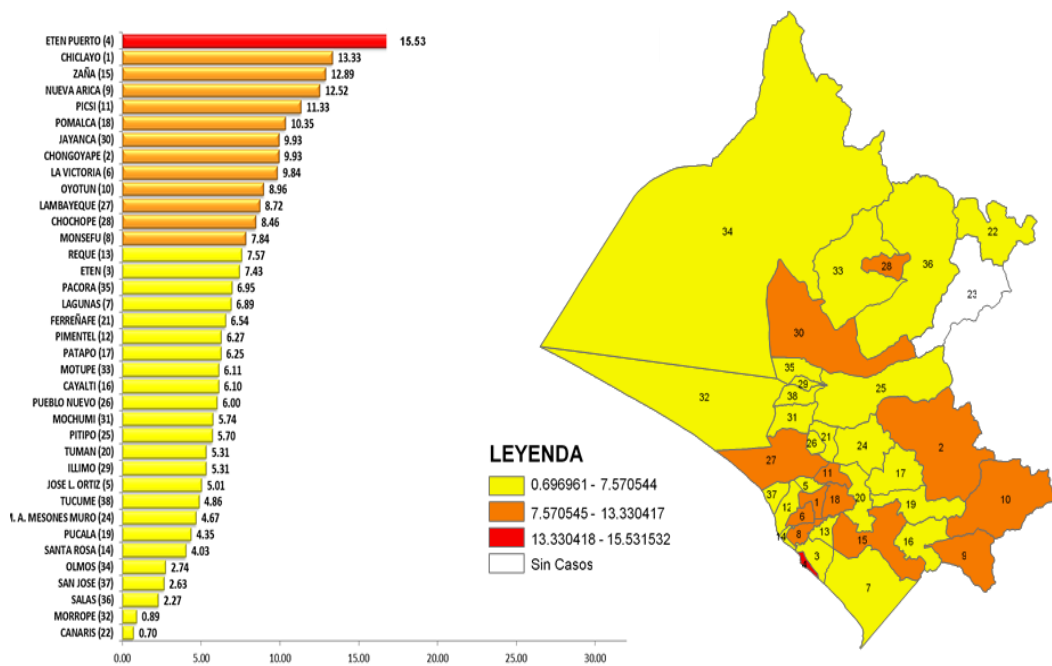 ETEN PUERTO (4) 15.53
CHICLAYO (1) 13.33
ZAÑA (15) 12.89
NUEVA ARICA (9) 12.52
PICSI (11) 11.33
POMALCA (18) 10.35
JAYANCA (30) 9.93
CHONGOYAPE (2) 9.93
LA VICTORIA (6) 9.84
OYOTUN (10) 8.96
LAMBAYEQUE (27) 8.72
CHOCHOPE (28) 8.46
MONSEFU (8) 7.84
REQUE (13) 7.57
ETEN (3) 7.43
PACORA (35) 6.95
LAGUNAS (7) 6.89
FERREÑAFE (21) 6.54
PIMENTEL (12) 6.27
PATAPO (17) 6.25
MOTUPE (33) 6.11
CAYALTI (16) 6.10
PUEBLO NUEVO (26) 6.00
MOCHUMI (31) 5.74
PITIPO (25) 5.70
TUMAN (20) 5.31
ILLIMO (29) 5.31
JOSE L. ORTIZ (5) 5.01
TUCUME (38) 4.86
A. MESONES MURO (24) 4.67
PUCALA (19) 4.35
SANTA ROSA (14) 4.03
OLMOS (34) 2.74
SAN JOSE (37) 2.63
SALAS (36) 2.27
MORROPE (32) 0.89
CANARIS (22) 0.70
0.00 5.00 10.00 15.00 20.00 25.00 30.00
LEYENDA
0.696961 - 7.570544
7.570545 - 13.330417
13.330418 - 15.531532
Sin Casos
22
34
36
28
33
23
30
35
29
25
32
38
31
21
26
24
2
27
11
17
5
37
1
18
20
19
10
12
6
8
13
14
15
16
3
9
4
7